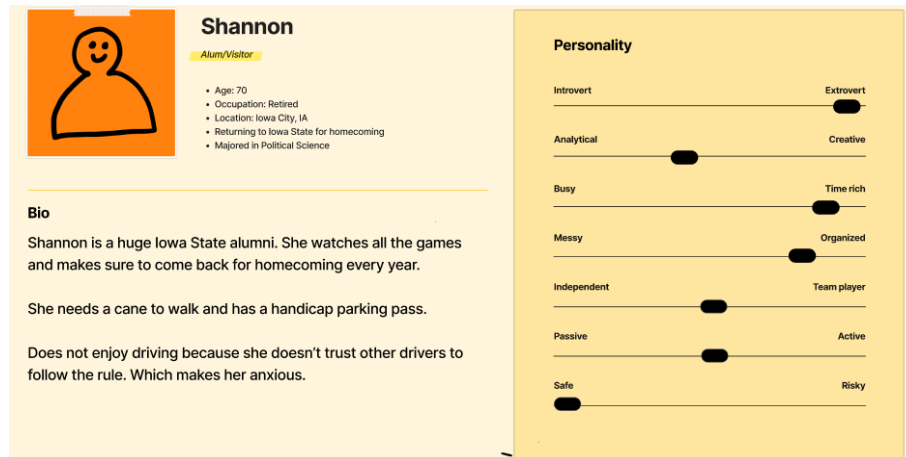 Shannon
Alum/Visitor
• Age: 70
• Occupation: Retired
• Location: Iowa City, IA
• Returning to Iowa State for homecoming
• Majored in Political Science
Bio
Shannon is a huge Iowa State alumni. She watches all the games
and makes sure to come back for homecoming every year.
She needs a cane to walk and has a handicap parking pass.
Does not enjoy driving because she doesn’t trust other drivers to
follow the rule. Which makes her anxious.
Personality
Introvert Extrovert
Analytical Creative
Busy Time rich
Messy Organized
Independent Team player
Passive Active
Safe Risky